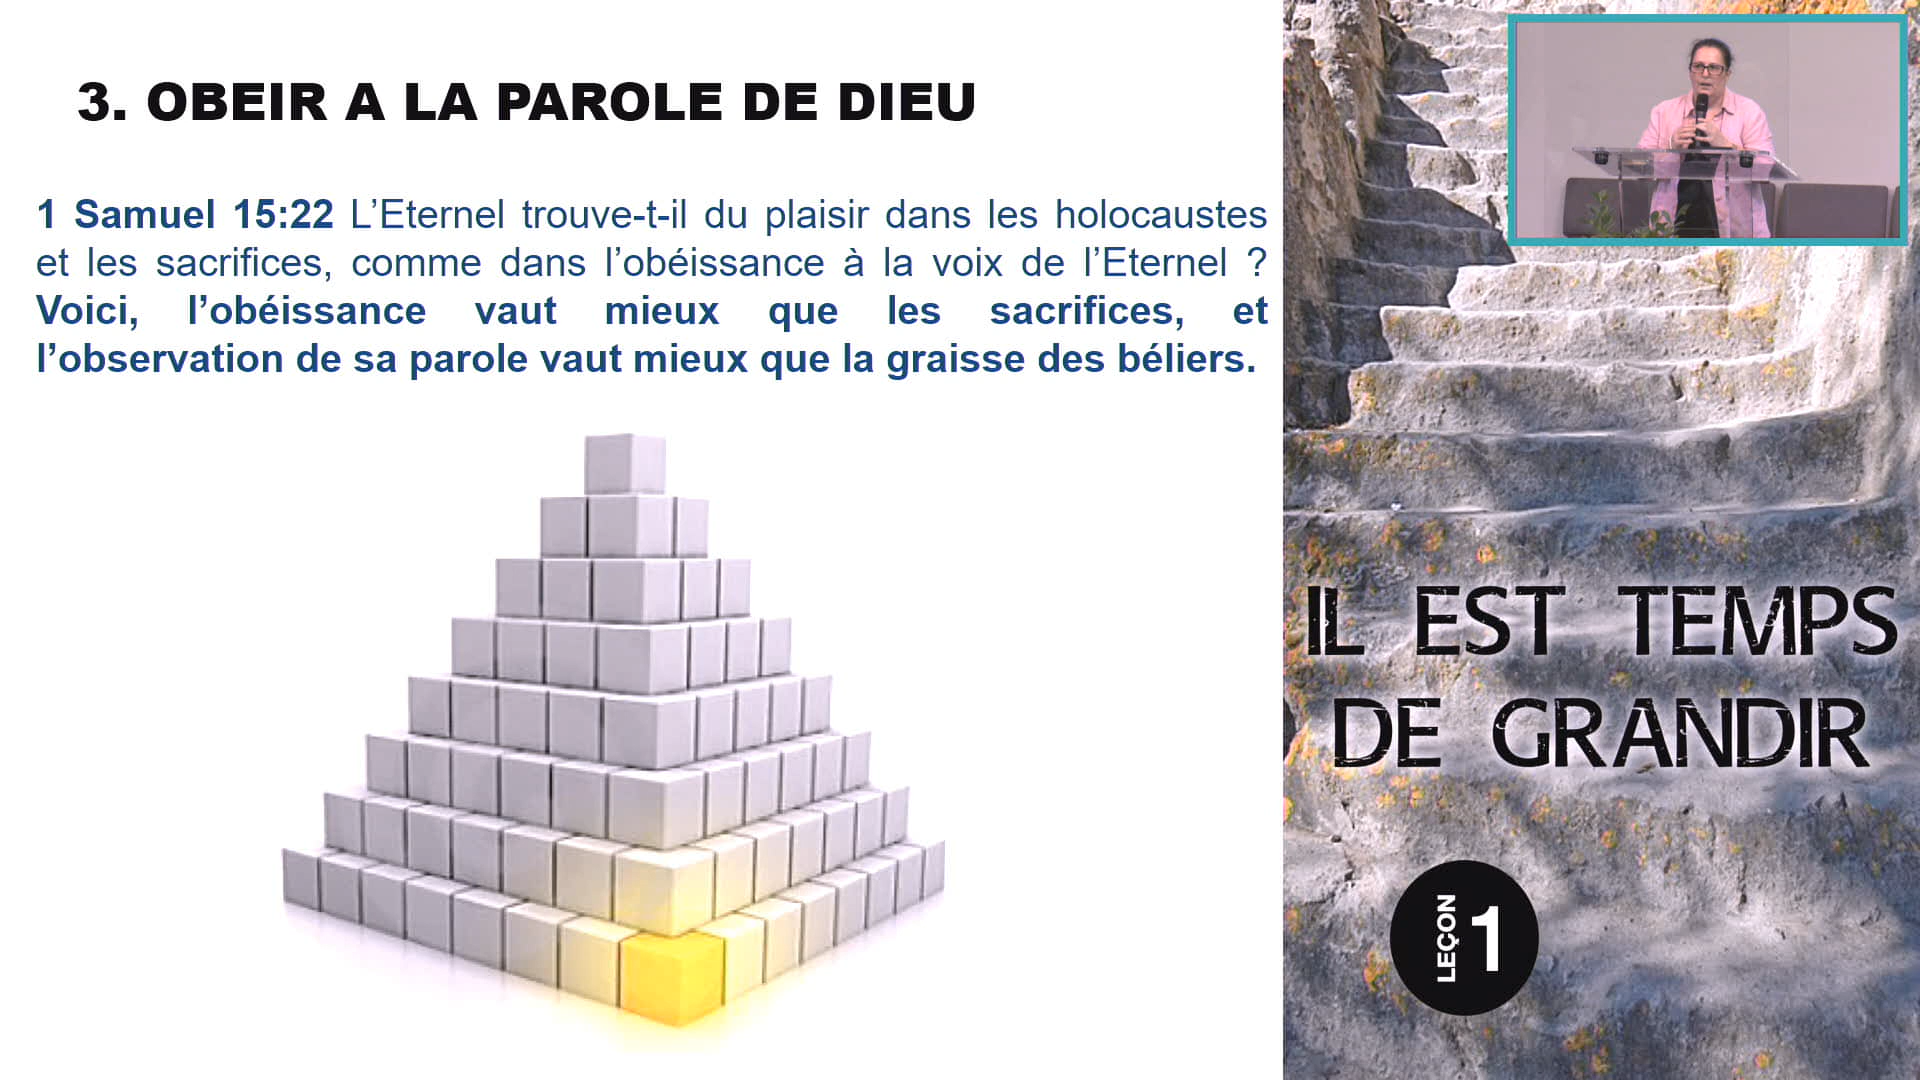 3. OBEIR A LA PAROLE DE DIEU
1 Samuel 15:22 L’Eternel trouve-t-il du plaisir dans les holocaustes
et les sacrifices, comme dans l’obéissance à la voix de l’Eternel ?
Voici, l’obéissance vaut mieux que les sacrifices, et
l’observation de sa parole vaut mieux que la graisse des béliers.
IL EST TEMPS
DE GRANDIR
LEÇON 1